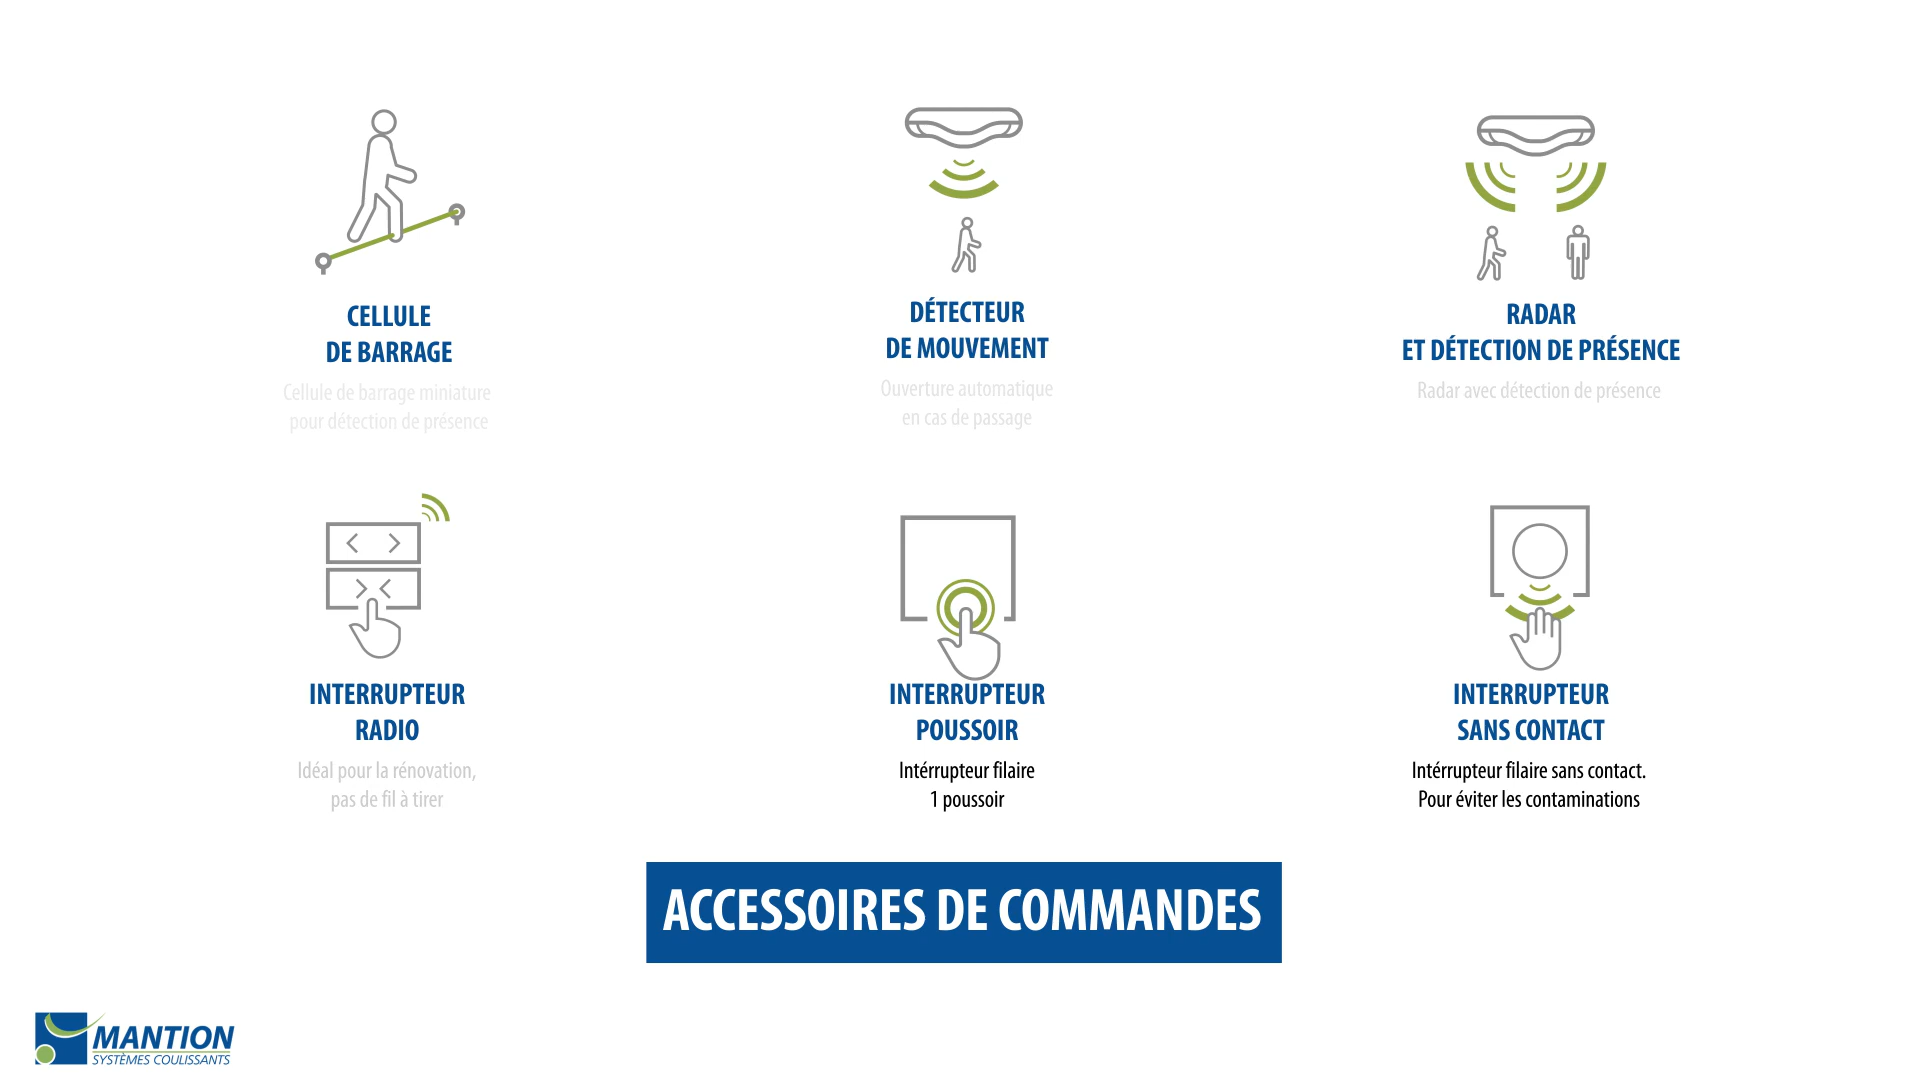 CELLULE
DE BARRAGE
Cellule de barrage miniature
pour détection de présence
DÉTECTEUR
DE MOUVEMENT
Ouverture automatique
en cas de passage
RADAR
ET DÉTECTION DE PRÉSENCE
Radar avec détection de présence
INTERRUPTEUR
RADIO
Idéal pour la rénovation,
pas de fil à tirer
INTERRUPTEUR
POUSSOIR
Intérrupteur filaire
1 poussoir
INTERRUPTEUR
SANS CONTACT
Intérrupteur filaire sans contact.
Pour éviter les contaminations
ACCESSOIRES DE COMMANDES
MANTION
SYSTÈMES COULISSANTS